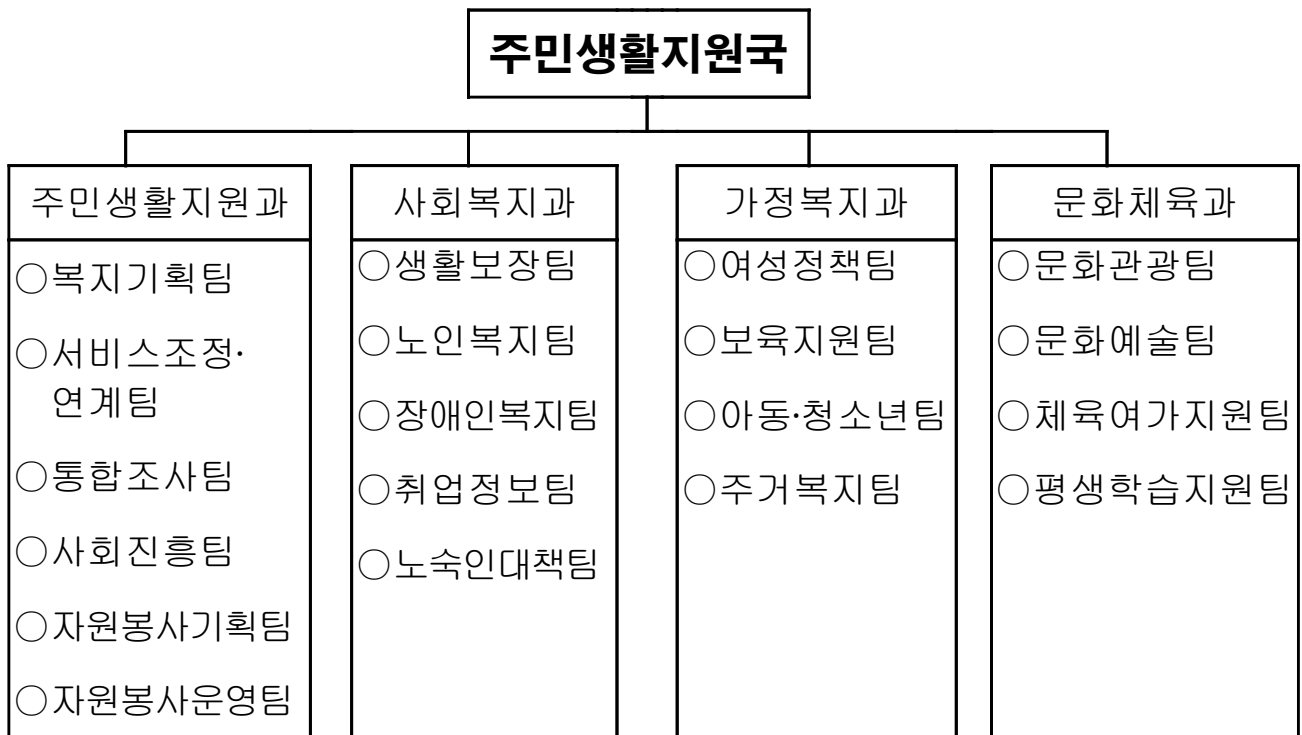 주민생활지원국
주민생활지원과
○복지기획팀
○서비스조정·
연계팀
○통합조사팀
○사회진흥팀
○자원봉사기획팀
○자원봉사운영팀
사회복지과
○생활보장팀
○노인복지팀
○장애인복지팀
○취업정보팀
○노숙인대책팀
가정복지과
○여성정책팀
○보육지원팀
○아동·청소년팀
○주거복지팀
문화체육과
○문화관광팀
○문화예술팀
○체육여가지원팀
○평생학습지원팀